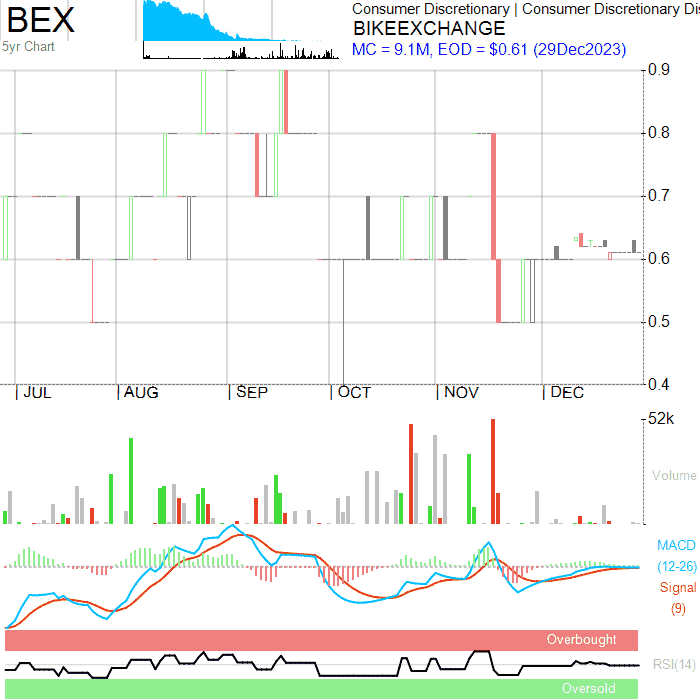 BEX
5yr Chart
Consumer Discretionary | Consumer Discretionary Dis
BIKEEXCHANGE
MC = 9.1M, EOD = $0.61 (29Dec2023)
0.9
0.8
0.7
0.6
0.5
0.4
| JUL | AUG | SEP | OCT | NOV | DEC
52k
Volume
MACD
(12-26)
Signal
(9)
Overbought
RSI(14)
Oversold